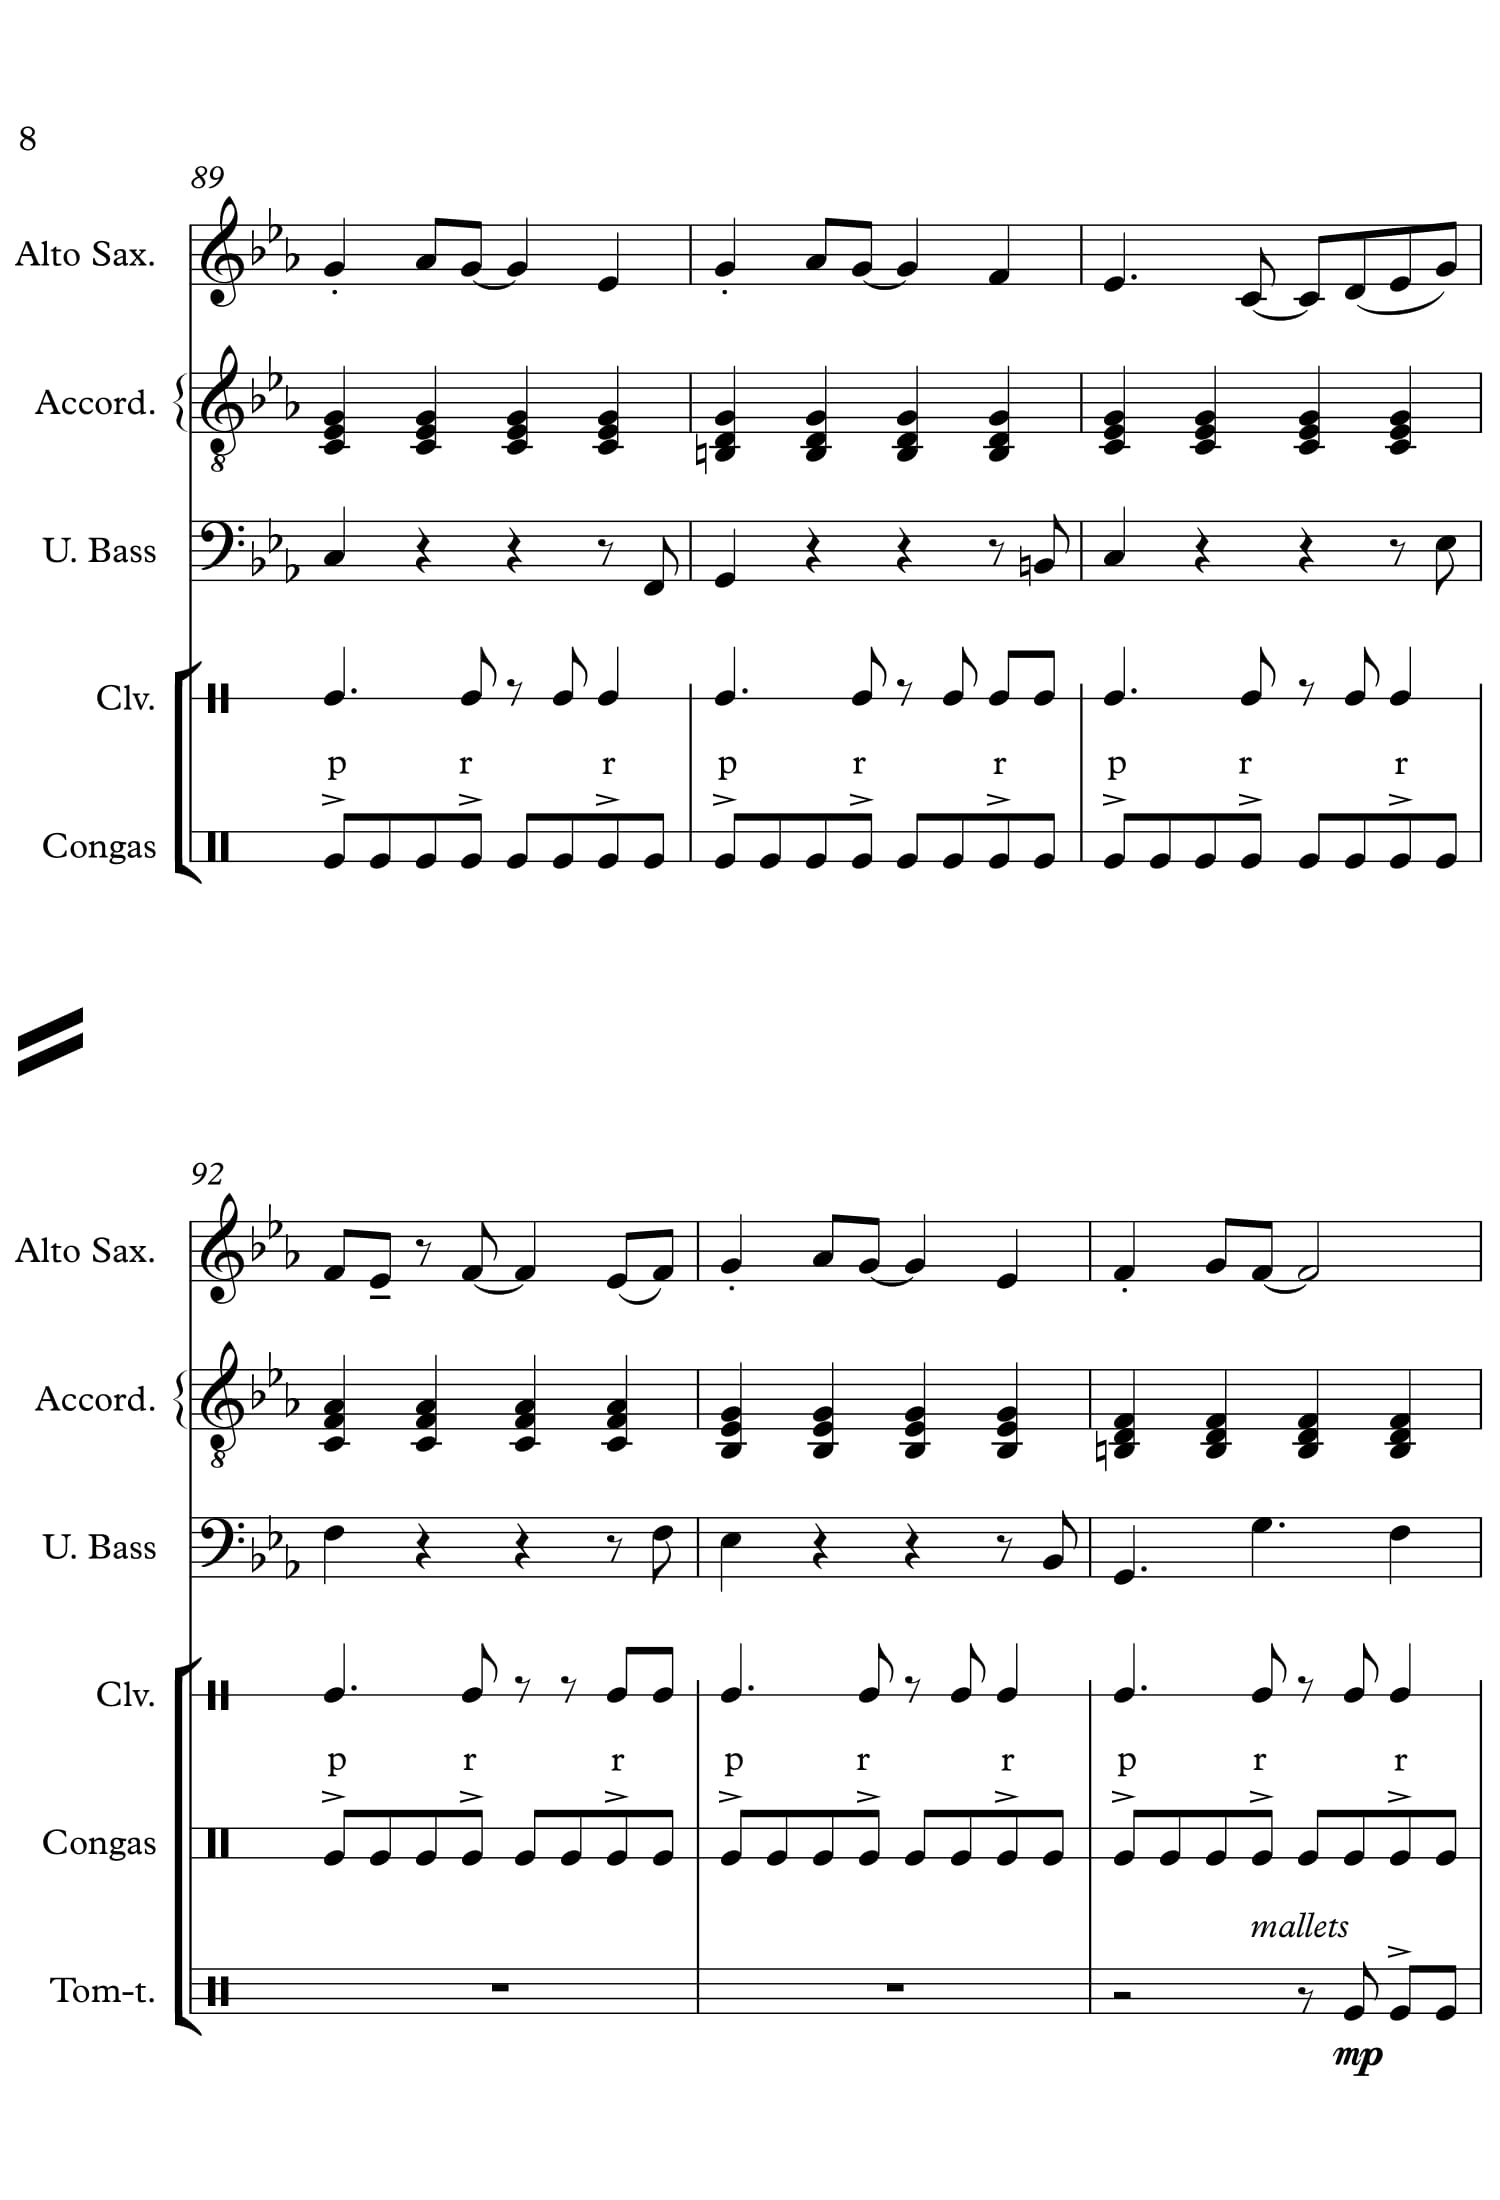 8
89
Alto Sax.
Accord.
8
U. Bass
Clv.
p r r p r r p r r
Congas
92
Alto Sax.
Accord.
8
U. Bass
Clv.
p r r p r r p r r
Congas
mallets
Tom-t.
mp